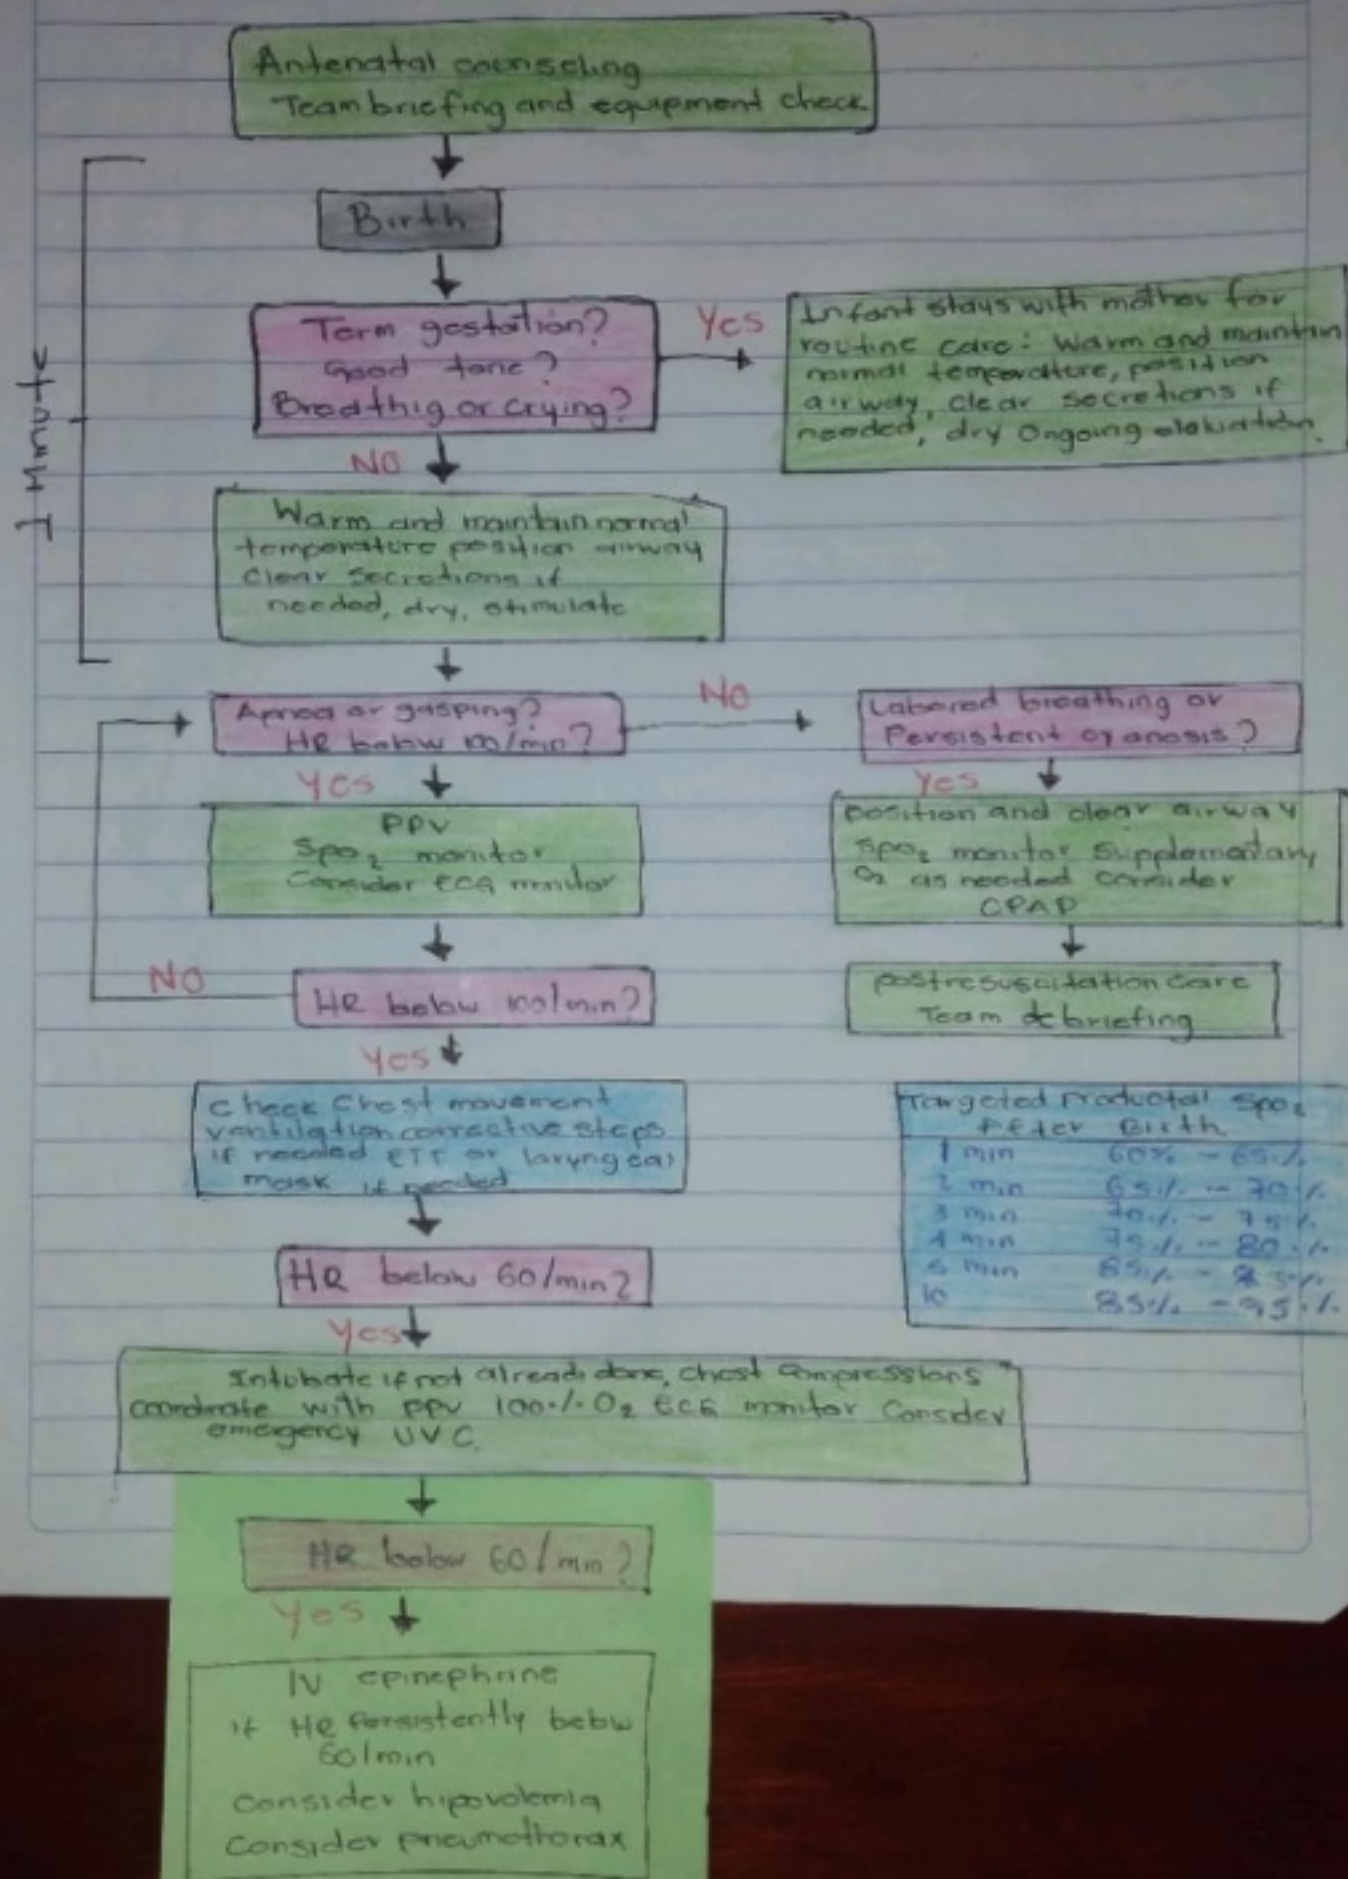 Antenatal counseling
Team briefing and equipment check
Birth
1 Minute
Term gestation?
Good tone?
Breathig or crying?
Yes
Infant stays with mother for
routine care: Warm and maintain
normal temperature, position
airway, clear secretions if
needed, dry Ongoing
NO
Warm and maintain normal
temperature position airway
Clear Secretions if
needed, dry, stimulate
Apnea or gasping?
HR below 100/min?
NO
Labored breathing or
Persistent cyanosis?
Yes
PPV
SpO2 monitor
Consider ECG monitor
Yes
position and clear airway
SpO2 monitor Supplementary
O2 as needed consider
CPAP
NO
HR below 100/min?
postresuscitation Care
Team debriefing
Yes
Check Chest movement
ventilation corrective steps
if needed ETT or laryngeal
mask if needed
Targeted Preductal SpO2
After Birth
1 min 60% - 65%
2 min 65% - 70%
3 min 70% - 75%
4 min 75% - 80%
5 min
10 85% - 95%
HR below 60/min?
Yes
Intubate if not already done, chest compressions
coordinate with PPV 100% O2 ECG monitor Consider
emergency UVC.
HR below 60/min?
Yes
IV epinephrine
if HR Persistently below
60/min
consider hipovolemia
Consider pneumothorax